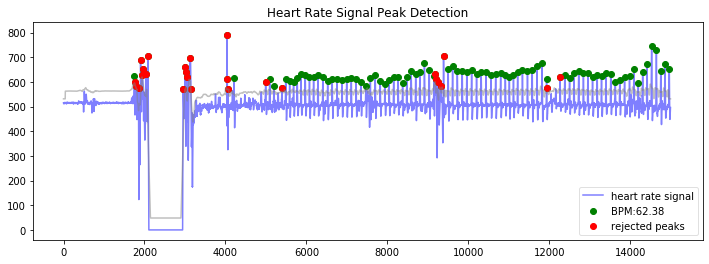 Heart Rate Signal Peak Detection
800
700
600
500
400
300
200
100
0
0 2000 4000 6000 8000 10000 12000 14000
heart rate signal
BPM:62.38
rejected peaks